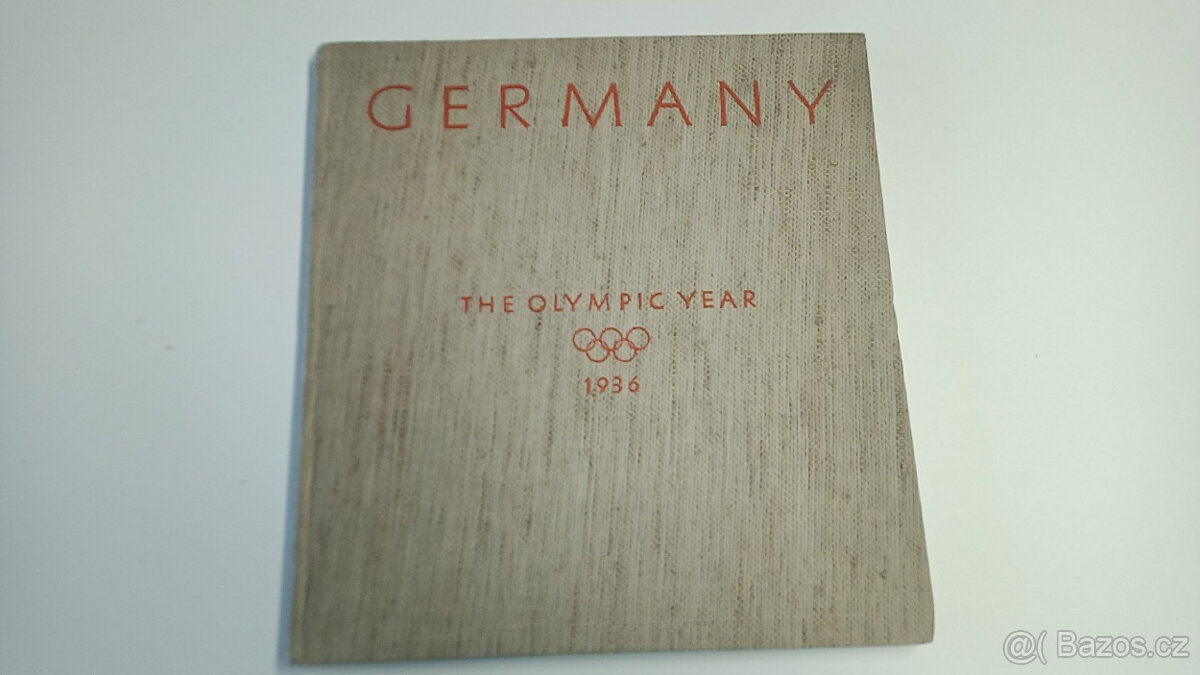 GERMANY
THE OLYMPIC YEAR
1936
@( Bazos.cz